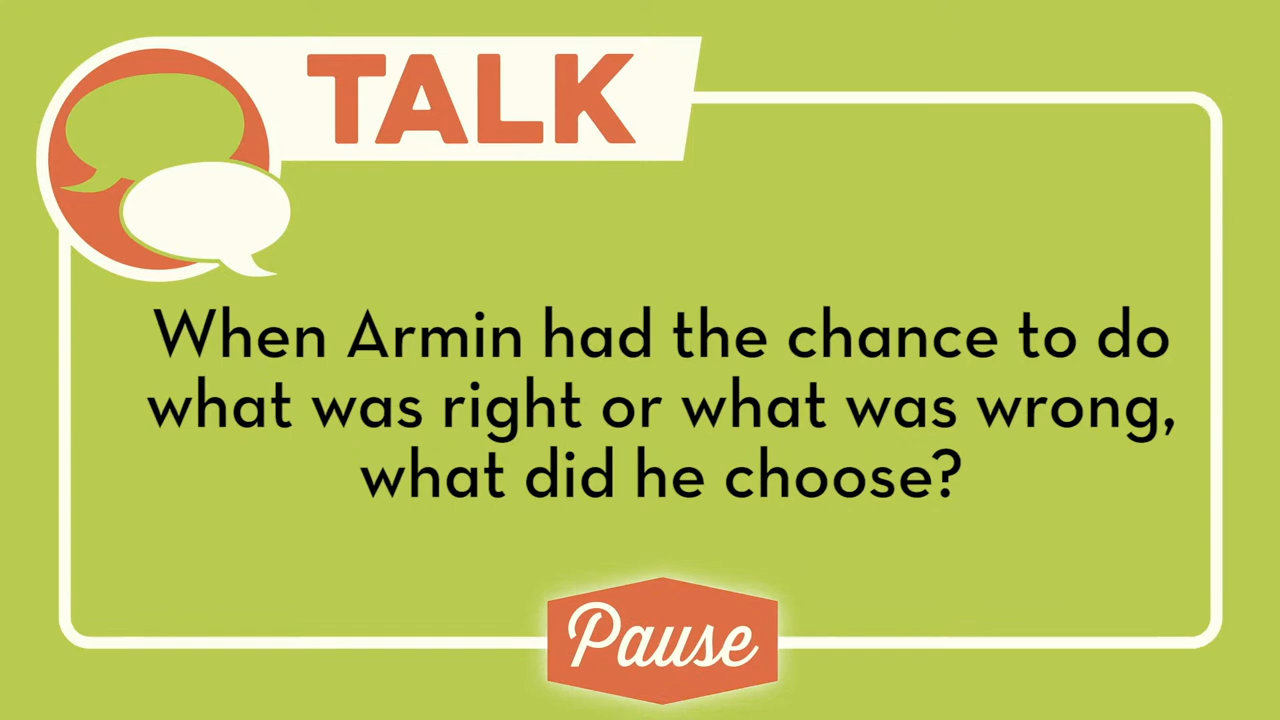 TALK
When Armin had the chance to do
what was right or what was wrong,
what did he choose?
Pause